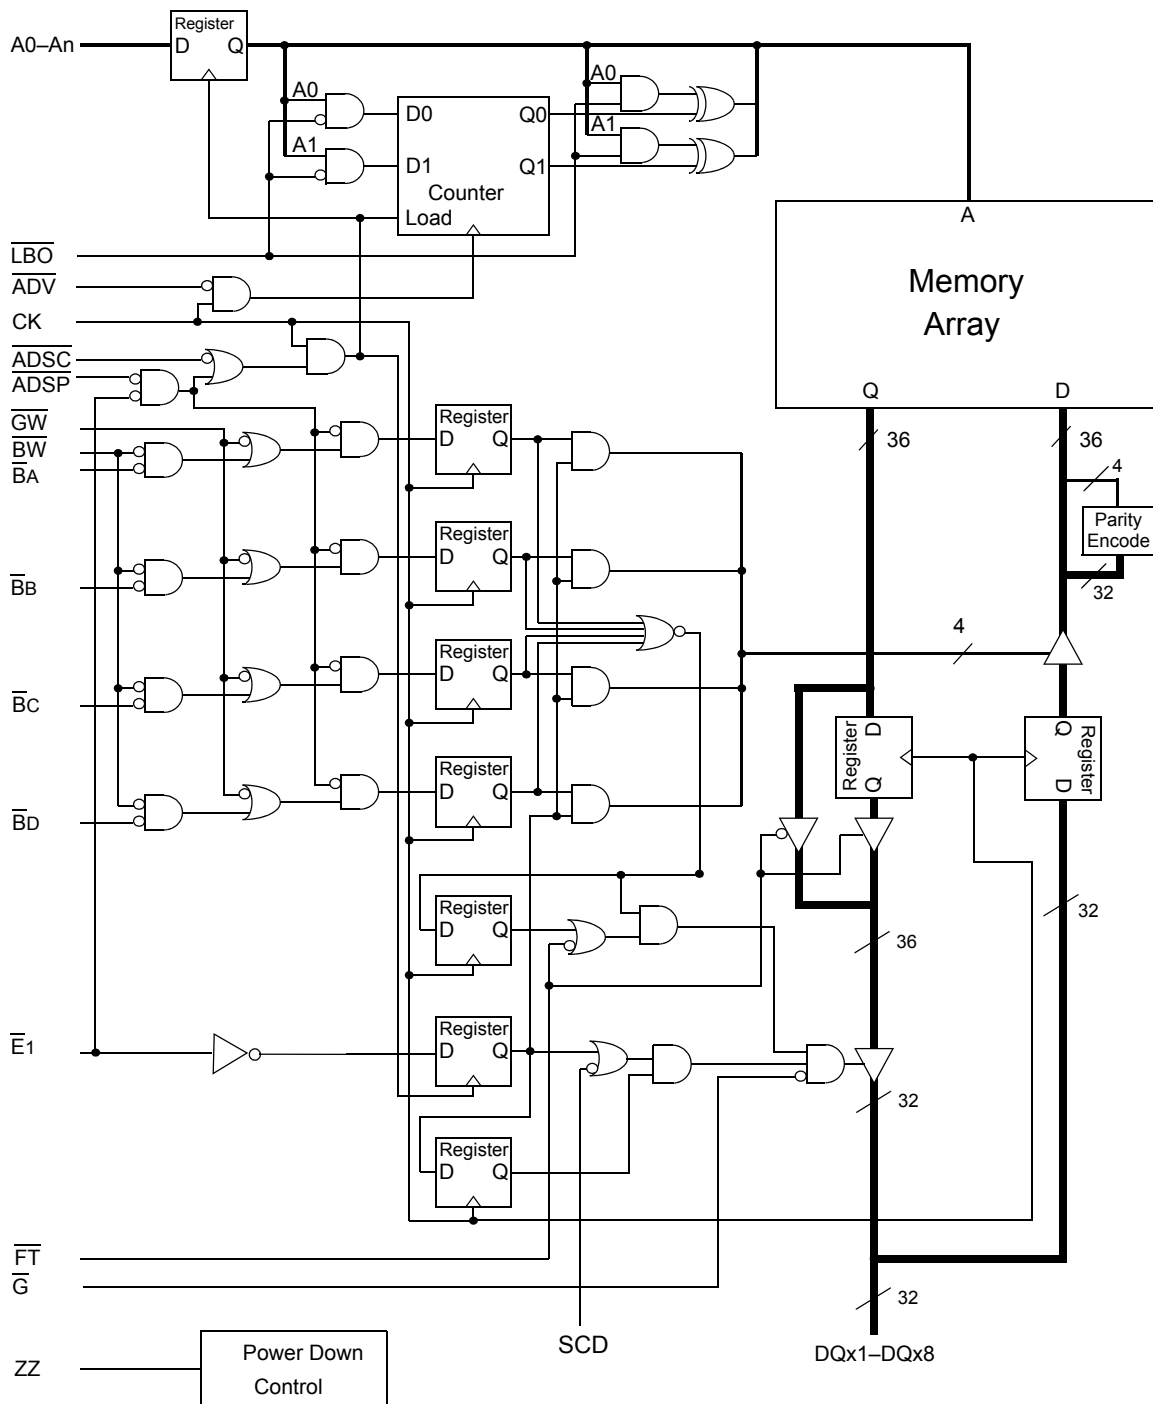 Register
A0–An
D Q
A0
A1
D0
D1
Counter
Load
Q0
Q1
A0
A1
A
Memory
Array
Q
D
LBO
ADV
CK
ADSC
ADSP
GW
BW
BA
BB
BC
BD
Register
D Q
Register
D Q
Register
D Q
Register
D Q
36
36
4
Parity
Encode
32
4
Register
D
Q
Register
Q
D
32
36
Register
D Q
E1
Register
D Q
32
Register
D Q
FT
G
32
SCD
DQx1–DQx8
ZZ
Power Down
Control